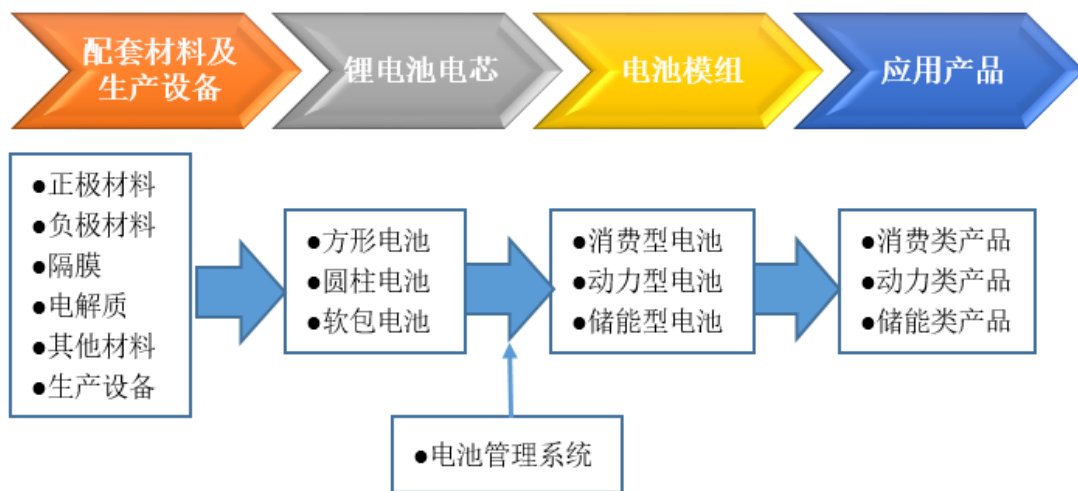 配套材料及
生产设备
锂电池电芯
电池模组
应用产品
●正极材料
●负极材料
●隔膜
●电解质
●其他材料
●生产设备
●方形电池
●圆柱电池
●软包电池
●消费型电池
●动力型电池
●储能型电池
●消费类产品
●动力类产品
●储能类产品
●电池管理系统